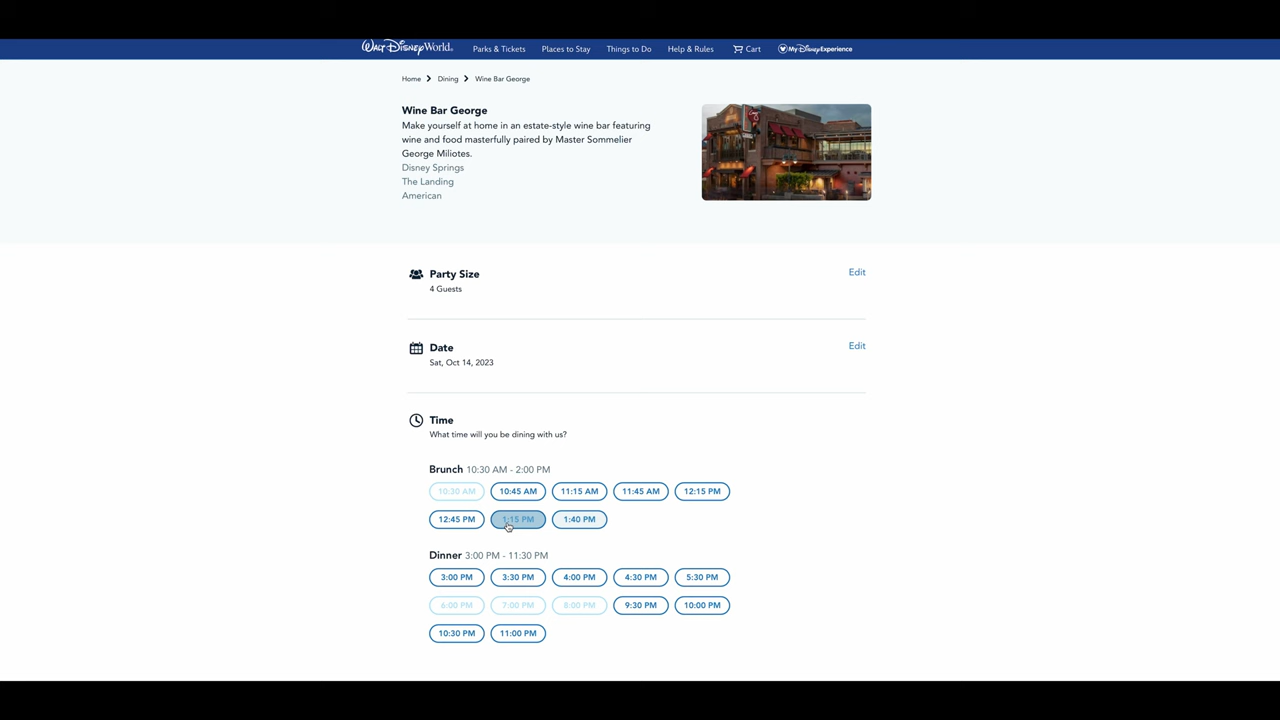 Walt Disney World Parks & Tickets Places to Stay Things to Do Help & Rules Cart My Disney Experience
Home Dining Wine Bar George
Wine Bar George
Make yourself at home in an estate-style wine bar featuring
wine and food masterfully paired by Master Sommelier
George Miliotes.
Disney Springs
The Landing
American
Party Size Edit
4 Guests
Date Edit
Sat, Oct 14, 2023
Time
What time will you be dining with us?
Brunch 10:30 AM - 2:00 PM
10:30 AM 10:45 AM 11:15 AM 11:45 AM 12:15 PM
12:45 PM 1:15 PM 1:40 PM
Dinner 3:00 PM - 11:30 PM
3:00 PM 3:30 PM 4:00 PM 4:30 PM 5:30 PM
6:00 PM 7:00 PM 8:00 PM 9:30 PM 10:00 PM
10:30 PM 11:00 PM